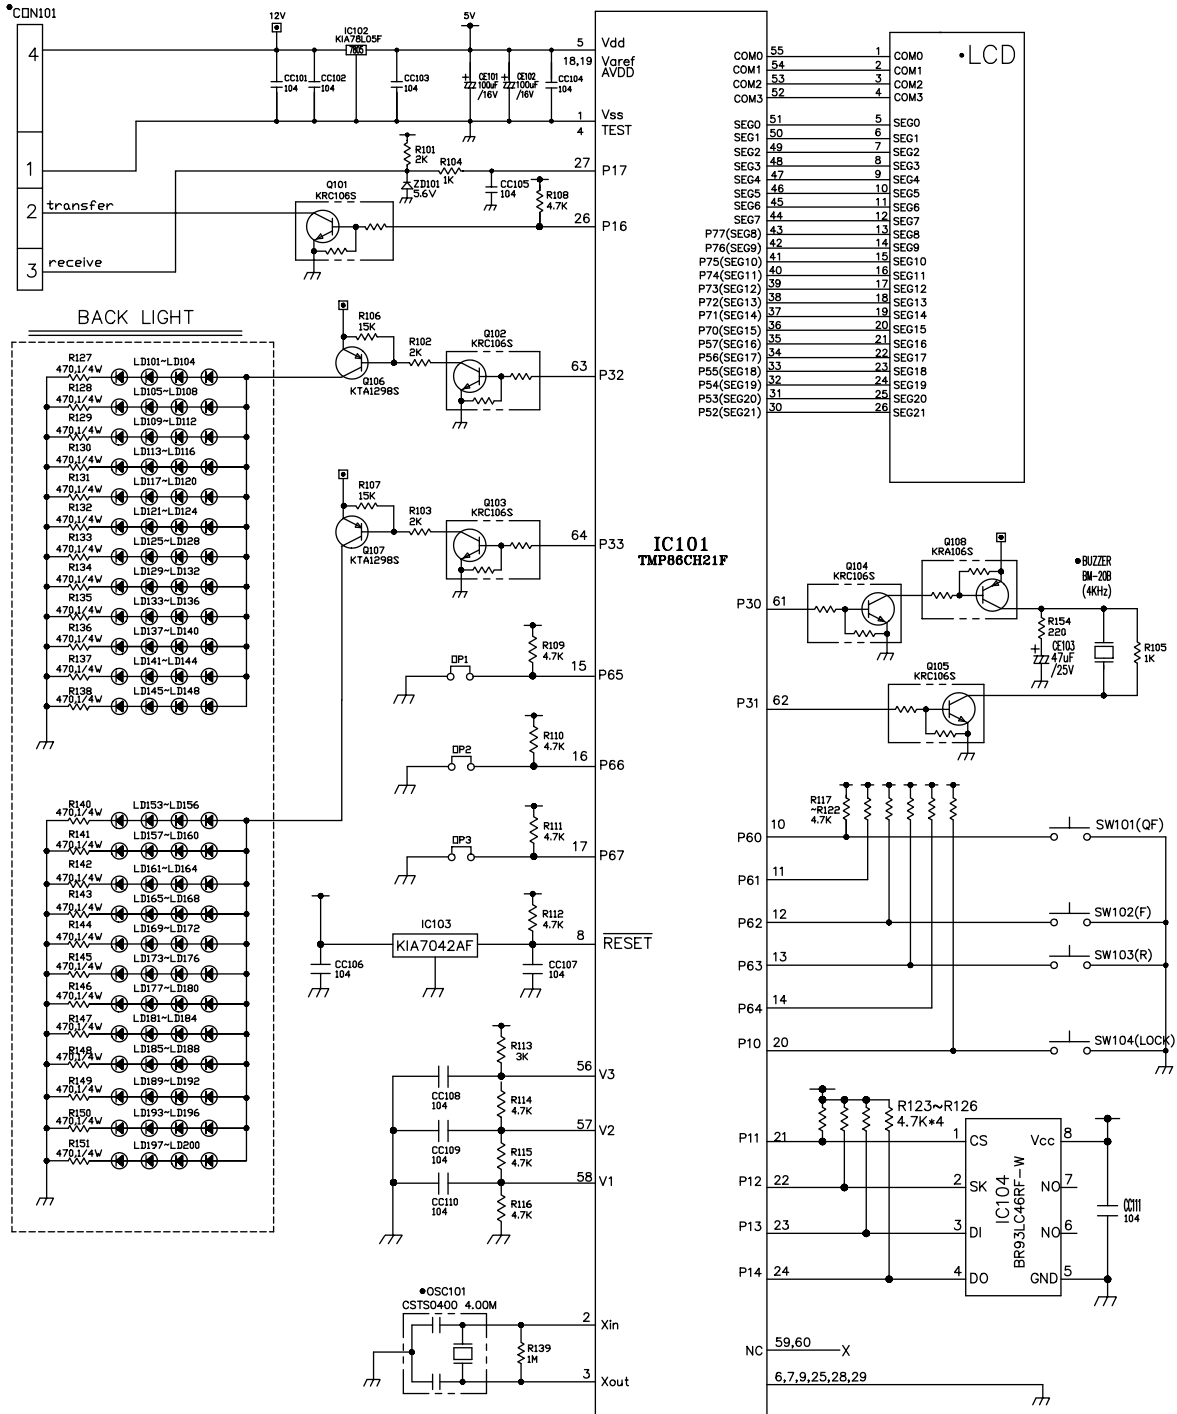 CON101
4
1
2
3
transfer
receive
12V
IC102
KIA78L05F
7805
5V
CC101
104
CC102
104
CC103
104
CE101
100uF
/16V
CE102
100uF
/16V
CC104
104
5 Vdd
18,19 Varef
AVDD
1 Vss
4 TEST
R101
2K
R104
1K
ZD101
5.6V
CC105
104
R108
4.7K
27 P17
26 P16
Q101
KRC106S
BACK LIGHT
R127
470,1/4W
LD101~LD104
R128
470,1/4W
LD105~LD108
R129
470,1/4W
LD109~LD112
R130
470,1/4W
LD113~LD116
R131
470,1/4W
LD117~LD120
R132
470,1/4W
LD121~LD124
R133
470,1/4W
LD125~LD128
R134
470,1/4W
LD129~LD132
R135
470,1/4W
LD133~LD136
R136
470,1/4W
LD137~LD140
R137
470,1/4W
LD141~LD144
R138
470,1/4W
LD145~LD148
R140
470,1/4W
LD153~LD156
R141
470,1/4W
LD157~LD160
R142
470,1/4W
LD161~LD164
R143
470,1/4W
LD165~LD168
R144
470,1/4W
LD169~LD172
R145
470,1/4W
LD173~LD176
R146
470,1/4W
LD177~LD180
R147
470,1/4W
LD181~LD184
R148
470,1/4W
LD185~LD188
R149
470,1/4W
LD189~LD192
R150
470,1/4W
LD193~LD196
R151
470,1/4W
LD197~LD200
R106
15K
R102
2K
Q106
KTA1298S
Q102
KRC106S
63 P32
R107
15K
R103
2K
Q107
KTA1298S
Q103
KRC106S
64 P33
R109
4.7K
OP1
15 P65
R110
4.7K
OP2
16 P66
R111
4.7K
OP3
17 P67
R112
4.7K
IC103
KIA7042AF
8 RESET
CC106
104
CC107
104
R113
3K
56 V3
CC108
104
R114
4.7K
57 V2
CC109
104
R115
4.7K
58 V1
CC110
104
R116
4.7K
OSC101
CSTS0400 4.00M
R139
1M
2 Xin
3 Xout
IC101
TMP86CH21F
LCD
COM0 55 1 COM0
COM1 54 2 COM1
COM2 53 3 COM2
COM3 52 4 COM3
SEG0 51 5 SEG0
SEG1 50 6 SEG1
SEG2 49 7 SEG2
SEG3 48 8 SEG3
SEG4 47 9 SEG4
SEG5 46 10 SEG5
SEG6 45 11 SEG6
SEG7 44 12 SEG7
P77(SEG8) 43 13 SEG8
P76(SEG9) 42 14 SEG9
P75(SEG10) 41 15 SEG10
P74(SEG11) 40 16 SEG11
P73(SEG12) 39 17 SEG12
P72(SEG13) 38 18 SEG13
P71(SEG14) 37 19 SEG14
P70(SEG15) 36 20 SEG15
P57(SEG16) 35 21 SEG16
P56(SEG17) 34 22 SEG17
P55(SEG18) 33 23 SEG18
P54(SEG19) 32 24 SEG19
P53(SEG20) 31 25 SEG20
P52(SEG21) 30 26 SEG21
P30 61
Q104
KRC106S
Q108
KRA106S
BUZZER
BM-20B
(4KHz)
R154
220
CE103
47uF
/25V
R105
1K
P31 62
Q105
KRC106S
R117
~R122
4.7K
P60 10
SW101(QF)
P61 11
P62 12
SW102(F)
P63 13
SW103(R)
P64 14
P10 20
SW104(LOCK)
R123~R126
4.7K*4
P11 21
P12 22
P13 23
P14 24
1 CS
2 SK
3 DI
4 DO
IC104
BR93LC46RF-W
Vcc 8
NO 7
NO 6
GND 5
CC111
104
NC 59,60 X
6,7,9,25,28,29